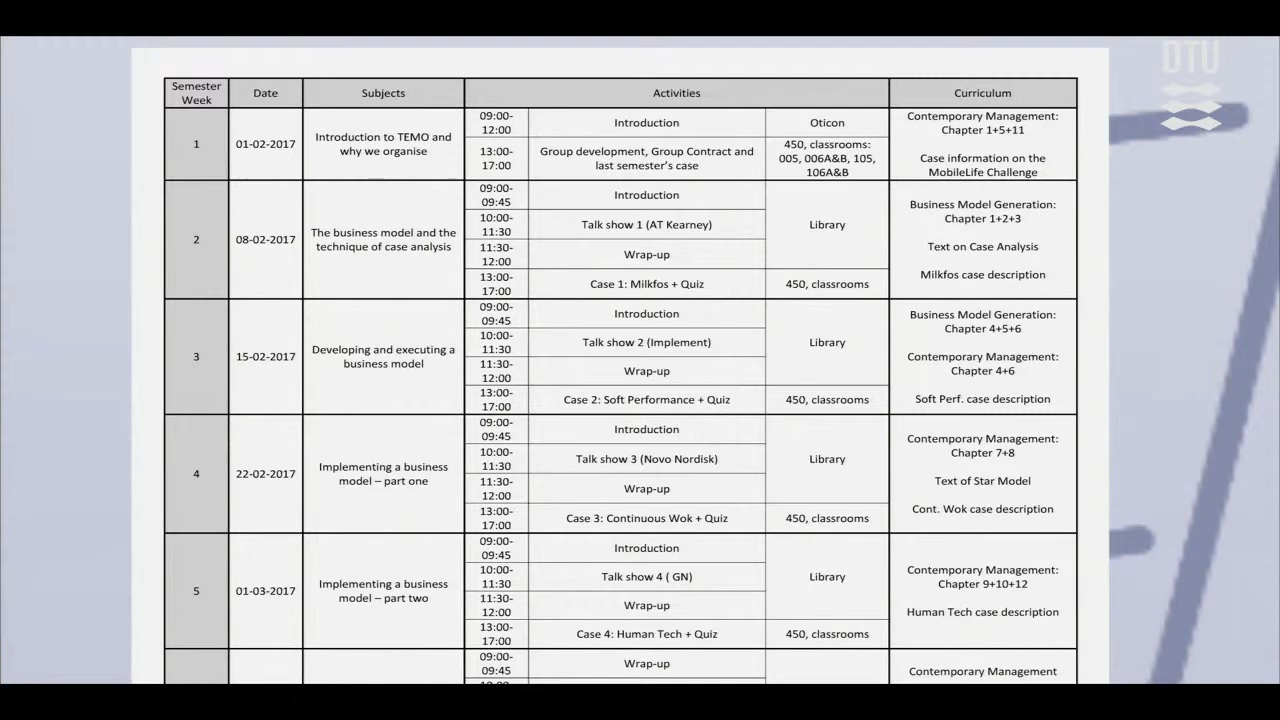 DTU
Semester
Week
Date
Subjects
Activities
Curriculum
1
01-02-2017
Introduction to TEMO and
why we organise
09:00-
12:00
Introduction
Oticon
13:00-
17:00
Group development, Group Contract and
last semester's case
450, classrooms:
005, 006A&B, 105,
106A&B
Contemporary Management:
Chapter 1+5+11
Case information on the
MobileLife Challenge
2
08-02-2017
The business model and the
technique of case analysis
09:00-
09:45
Introduction
10:00-
11:30
Talk show 1 (AT Kearney)
11:30-
12:00
Wrap-up
Library
13:00-
17:00
Case 1: Milkfos + Quiz
450, classrooms
Business Model Generation:
Chapter 1+2+3
Text on Case Analysis
Milkfos case description
3
15-02-2017
Developing and executing a
business model
09:00-
09:45
Introduction
10:00-
11:30
Talk show 2 (Implement)
11:30-
12:00
Wrap-up
Library
13:00-
17:00
Case 2: Soft Performance + Quiz
450, classrooms
Business Model Generation:
Chapter 4+5+6
Contemporary Management:
Chapter 4+6
Soft Perf. case description
4
22-02-2017
Implementing a business
model – part one
09:00-
09:45
Introduction
10:00-
11:30
Talk show 3 (Novo Nordisk)
11:30-
12:00
Wrap-up
Library
13:00-
17:00
Case 3: Continuous Wok + Quiz
450, classrooms
Contemporary Management:
Chapter 7+8
Text of Star Model
Cont. Wok case description
5
01-03-2017
Implementing a business
model – part two
09:00-
09:45
Introduction
10:00-
11:30
Talk show 4 ( GN)
11:30-
12:00
Wrap-up
Library
13:00-
17:00
Case 4: Human Tech + Quiz
450, classrooms
Contemporary Management:
Chapter 9+10+12
Human Tech case description
09:00-
09:45
Wrap-up
Contemporary Management